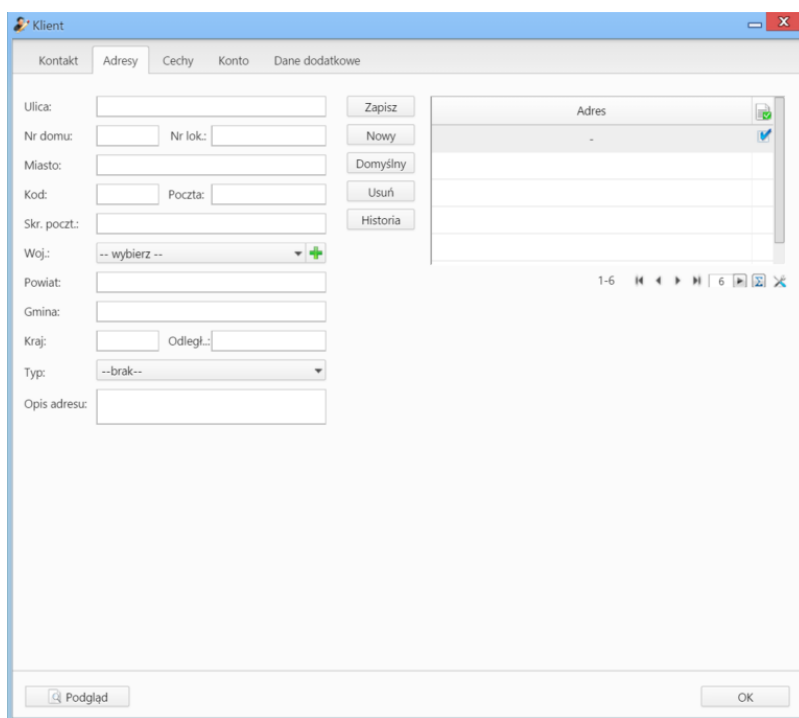 Klient
Kontakt Adresy Cechy Konto Dane dodatkowe
Ulica: Zapisz Adres
Nr domu: Nr lok.: Nowy -
Miasto: Domyślny
Kod: Poczta: Usuń
Skr. poczt.: Historia
Woj.: -- wybierz --
Powiat: 1-6 6
Gmina:
Kraj: Odległ..:
Typ: --brak--
Opis adresu:
Podgląd OK